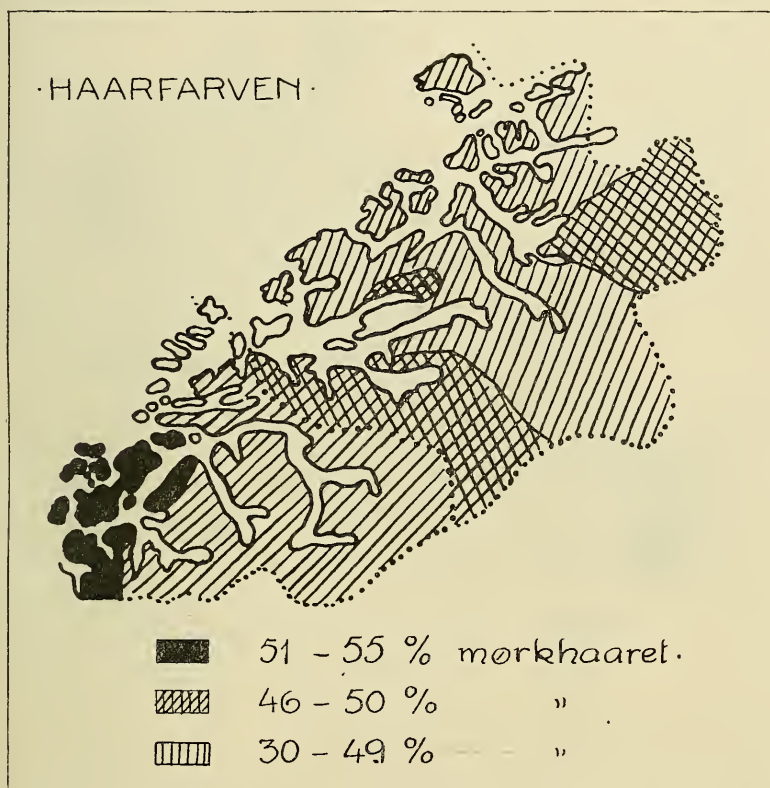 ·HAARFARVEN·
51 – 55 % mørkhaaret.
46 – 50 % "
30 – 49 % "